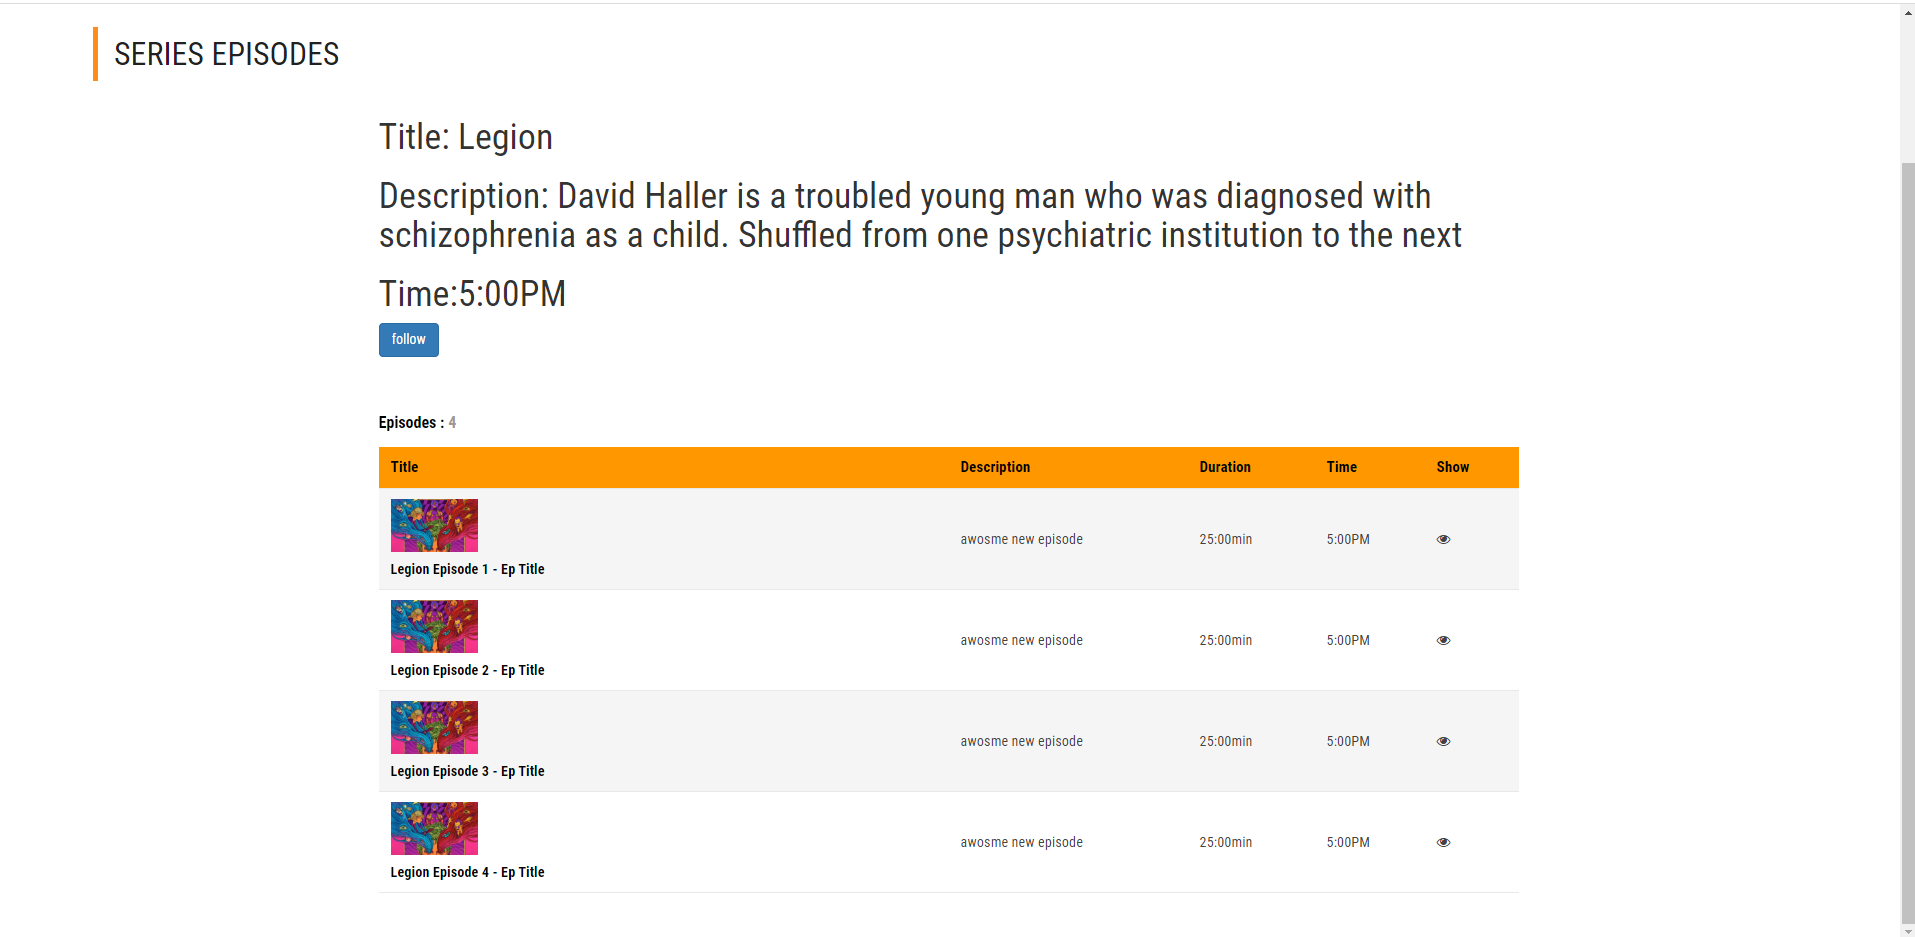 SERIES EPISODES
Title: Legion
Description: David Haller is a troubled young man who was diagnosed with
schizophrenia as a child. Shuffled from one psychiatric institution to the next
Time:5:00PM
follow
Episodes : 4
Title Description Duration Time Show
awosme new episode 25:00min 5:00PM
Legion Episode 1 - Ep Title
awosme new episode 25:00min 5:00PM
Legion Episode 2 - Ep Title
awosme new episode 25:00min 5:00PM
Legion Episode 3 - Ep Title
awosme new episode 25:00min 5:00PM
Legion Episode 4 - Ep Title